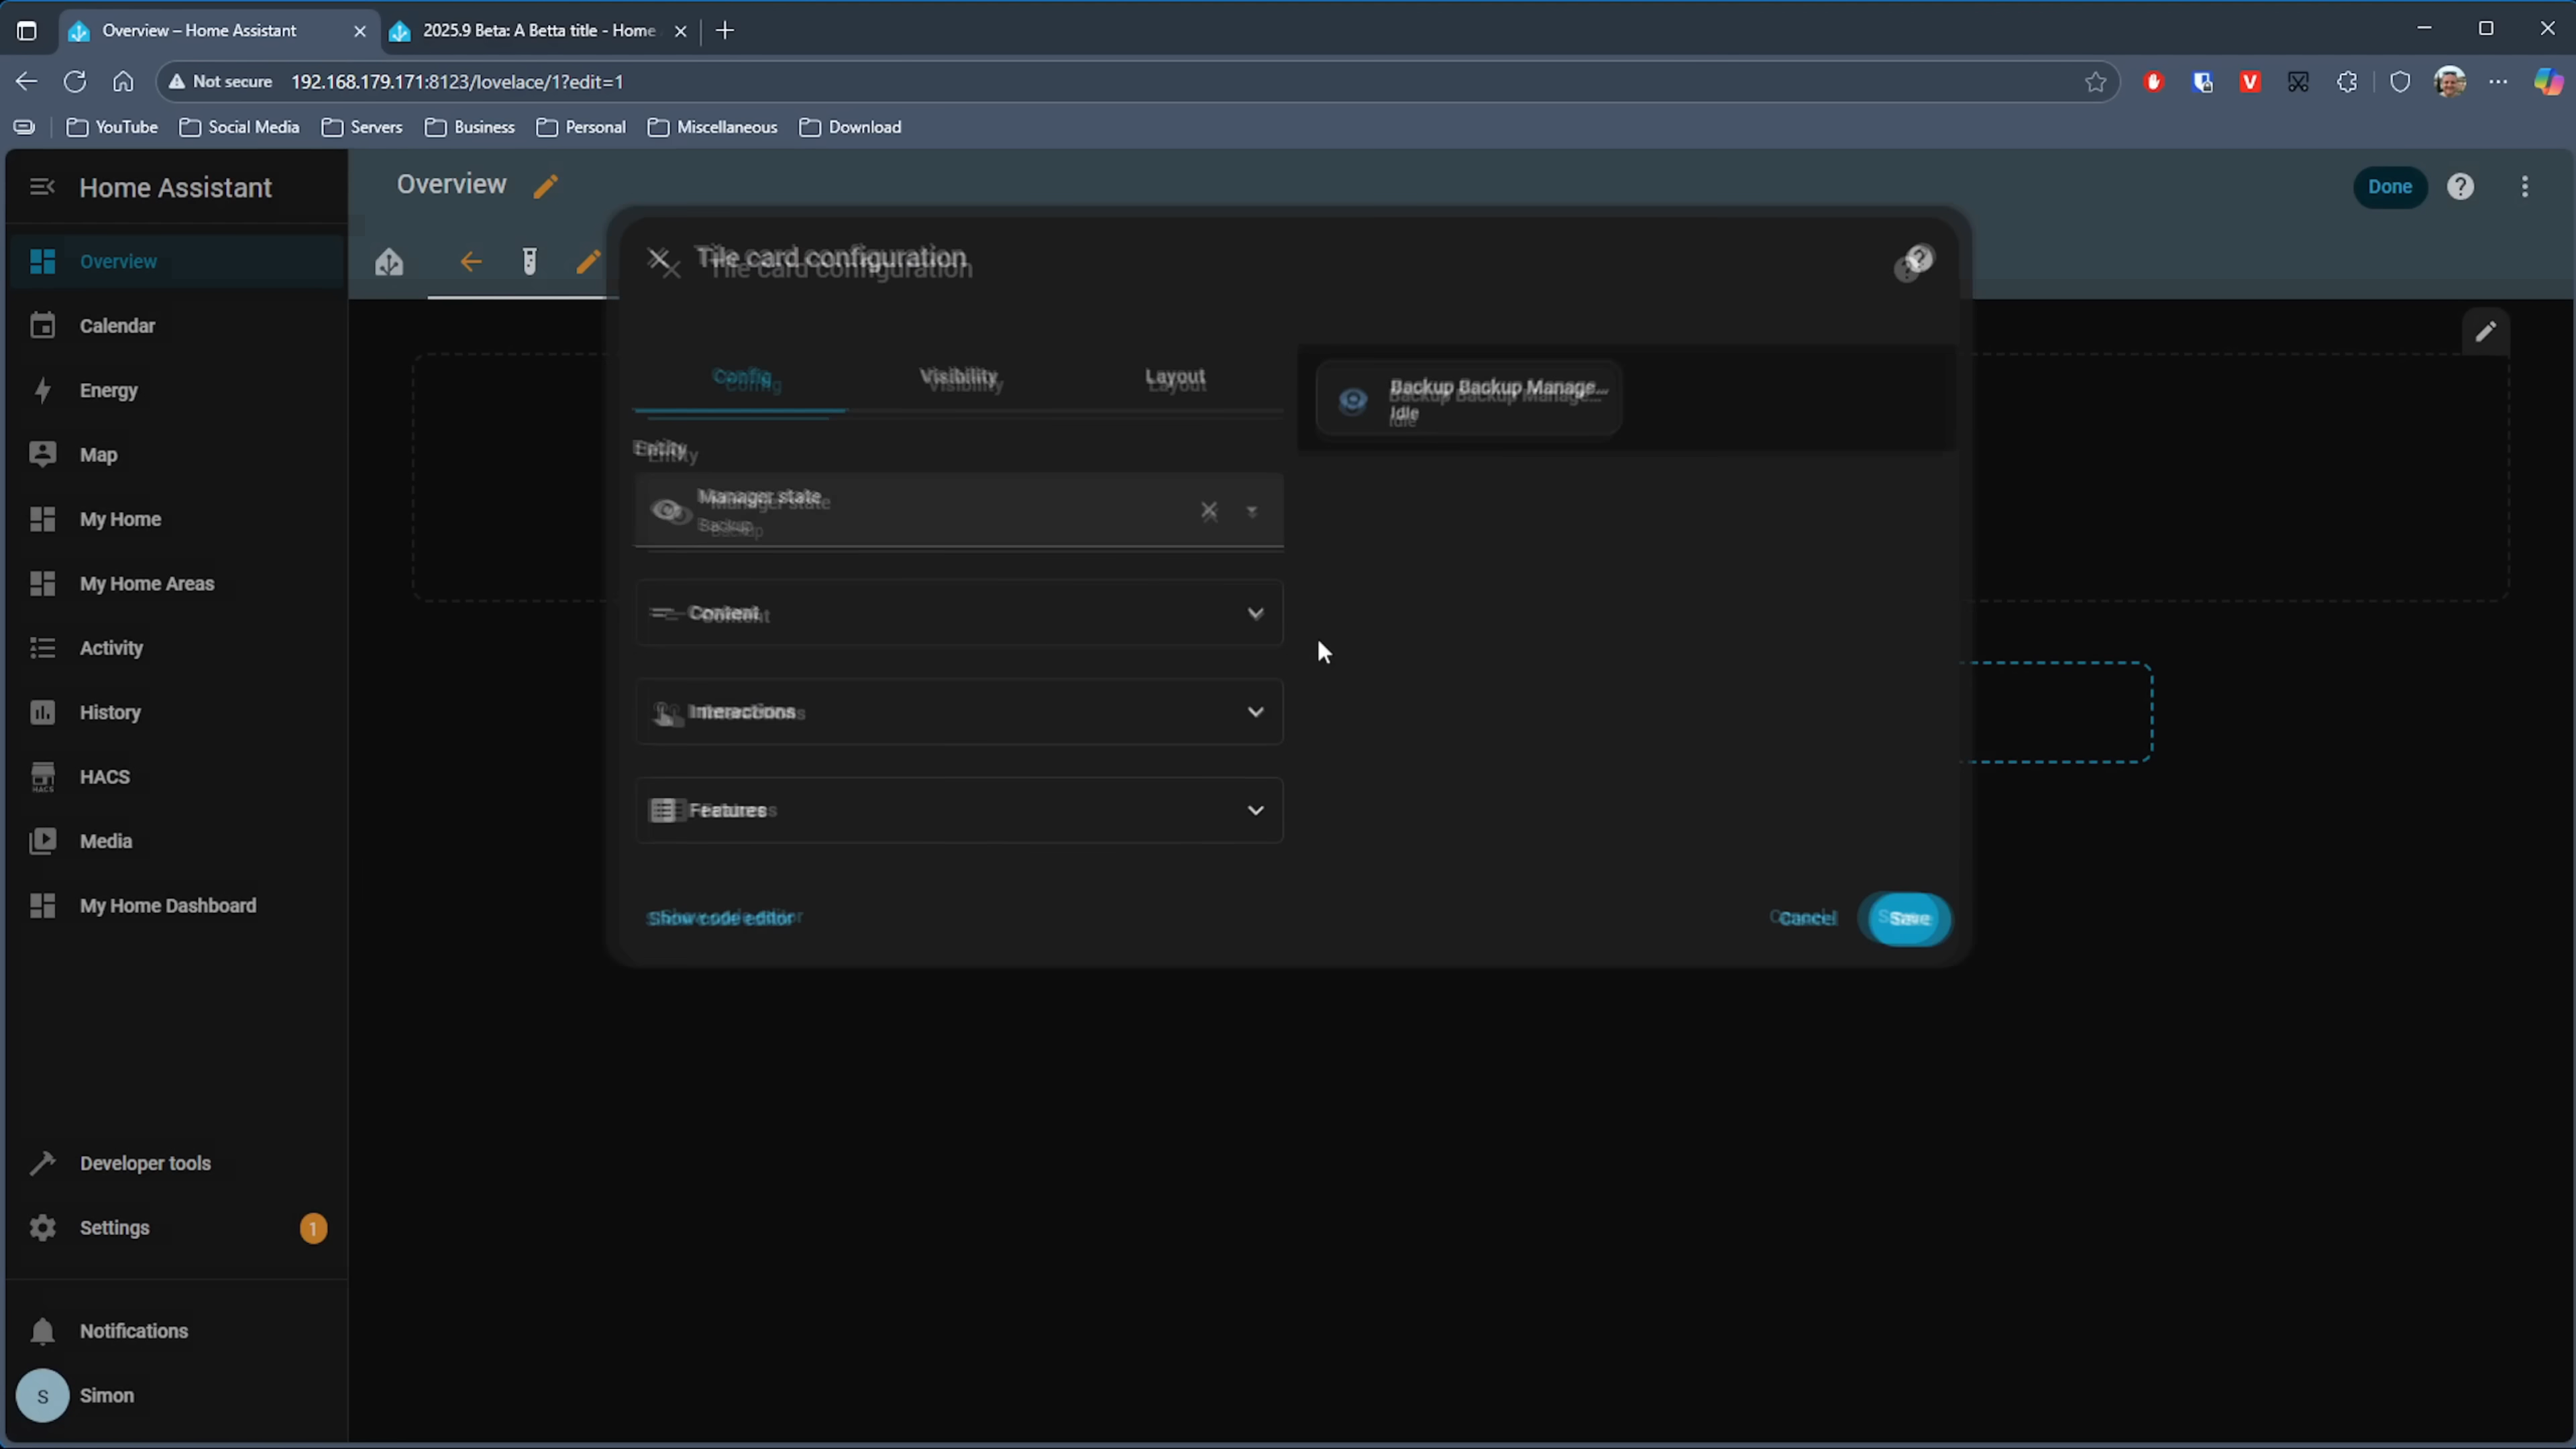 Overview – Home Assistant
2025.9 Beta: A Betta title - Home
Not secure 192.168.179.171:8123/lovelace/1?edit=1
YouTube Social Media Servers Business Personal Miscellaneous Download
Home Assistant
Overview
Calendar
Energy
Map
My Home
My Home Areas
Activity
History
HACS
Media
My Home Dashboard
Developer tools
Settings 1
Notifications
S Simon
Overview
Done
Tile card configuration
Config Visibility Layout
Entity
Manager state
Backup
Content
Interactions
Features
Show code editor
Backup Backup Manage...
Idle
Cancel Save